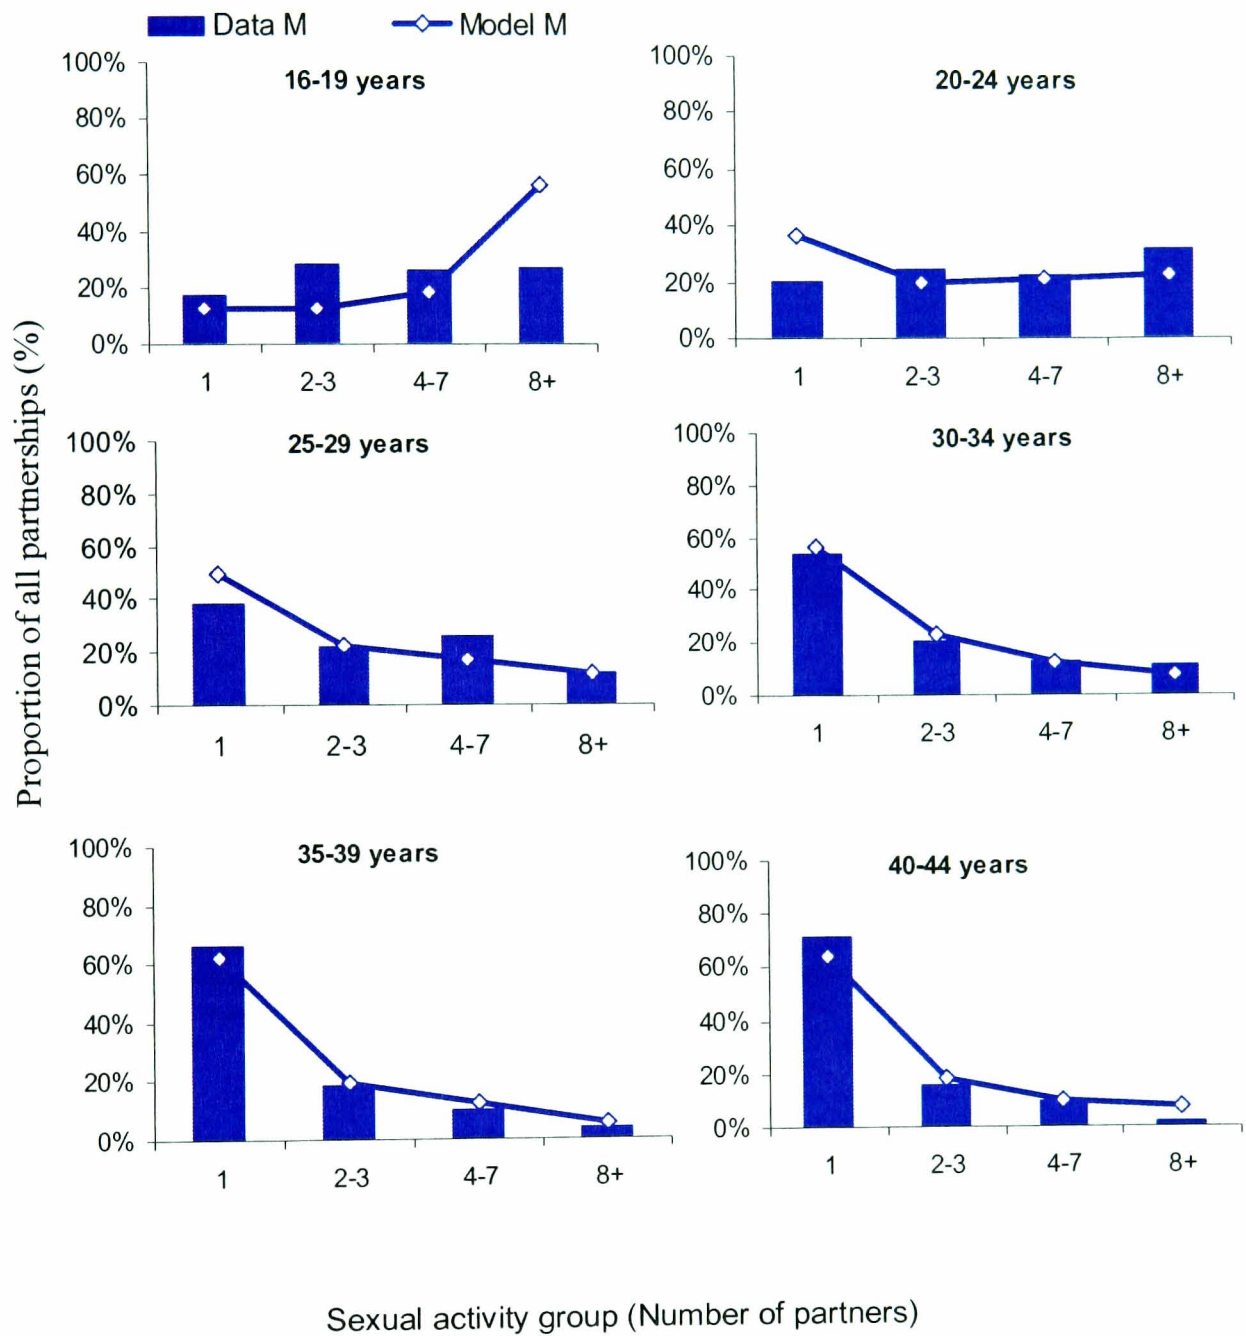 Data M Model M
16-19 years
100%
80%
60%
40%
20%
0%
1 2-3 4-7 8+
20-24 years
100%
80%
60%
40%
20%
0%
1 2-3 4-7 8+
25-29 years
100%
80%
60%
40%
20%
0%
1 2-3 4-7 8+
30-34 years
100%
80%
60%
40%
20%
0%
1 2-3 4-7 8+
35-39 years
100%
80%
60%
40%
20%
0%
1 2-3 4-7 8+
40-44 years
100%
80%
60%
40%
20%
0%
1 2-3 4-7 8+
Proportion of all partnerships (%)
Sexual activity group (Number of partners)